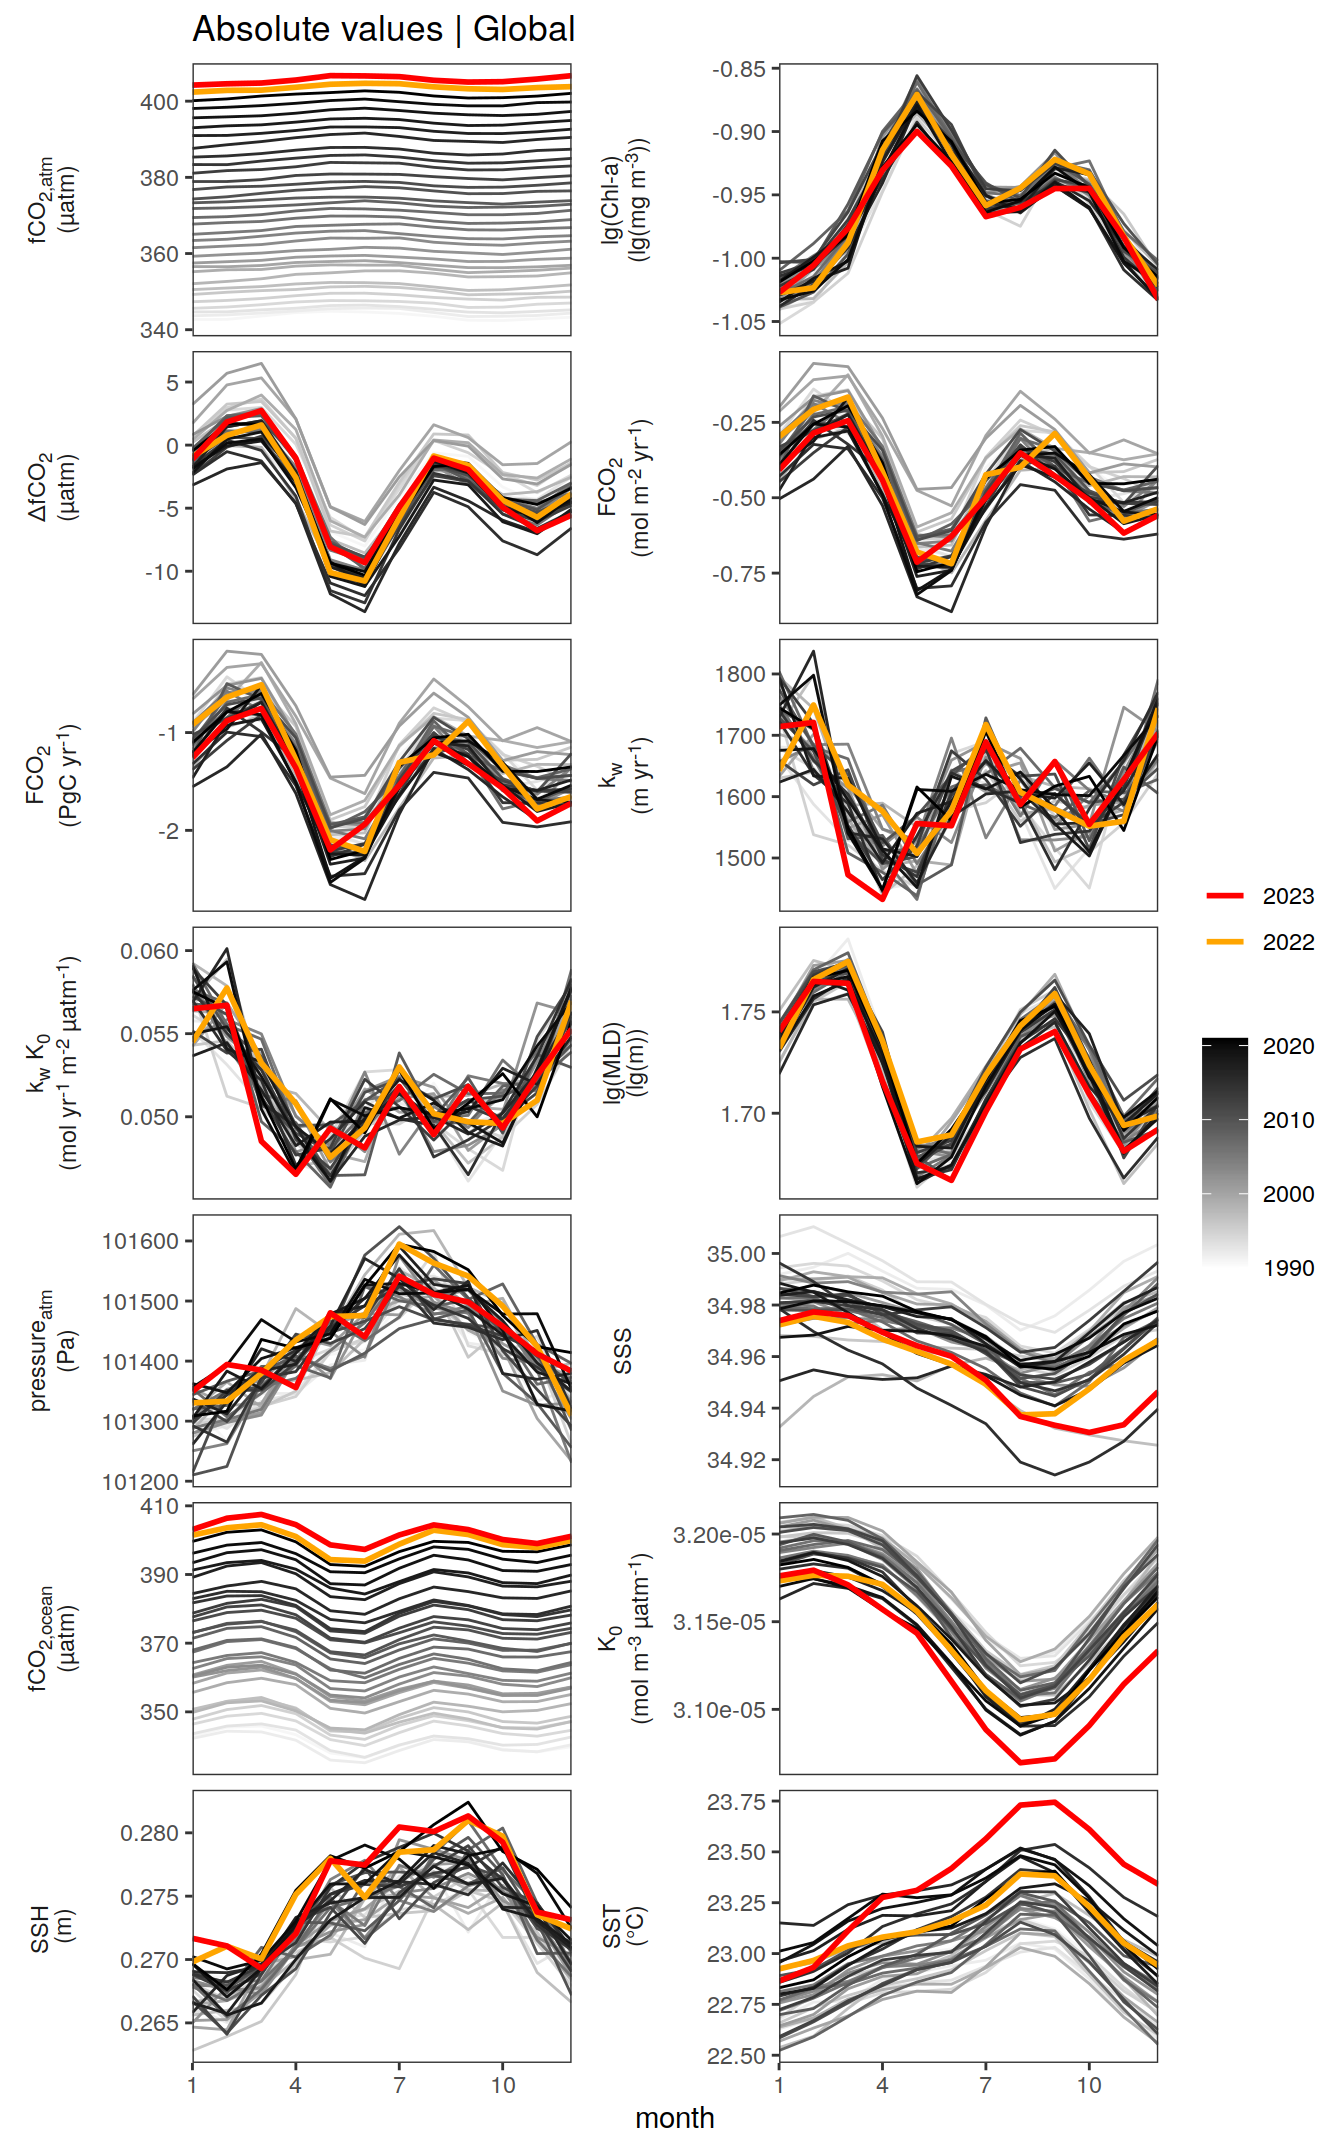 Absolute values | Global
fCO2,atm
(µatm)
400
380
360
340
lg(Chl-a)
(lg(mg m-3))
-0.85
-0.90
-0.95
-1.00
-1.05
ΔfCO2
(µatm)
5
0
-5
-10
FCO2
(mol m-2 yr-1)
-0.25
-0.50
-0.75
FCO2
(PgC yr-1)
-1
-2
kw
(m yr-1)
1800
1700
1600
1500
kw K0
(mol yr-1 m-2 µatm-1)
0.060
0.055
0.050
lg(MLD)
(lg(m))
1.75
1.70
pressureatm
(Pa)
101600
101500
101400
101300
101200
SSS
35.00
34.98
34.96
34.94
34.92
fCO2,ocean
(µatm)
410
390
370
350
K0
(mol m-3 µatm-1)
3.20e-05
3.15e-05
3.10e-05
SSH
(m)
0.280
0.275
0.270
0.265
SST
(°C)
23.75
23.50
23.25
23.00
22.75
22.50
1 4 7 10
1 4 7 10
month
2023
2022
2020
2010
2000
1990